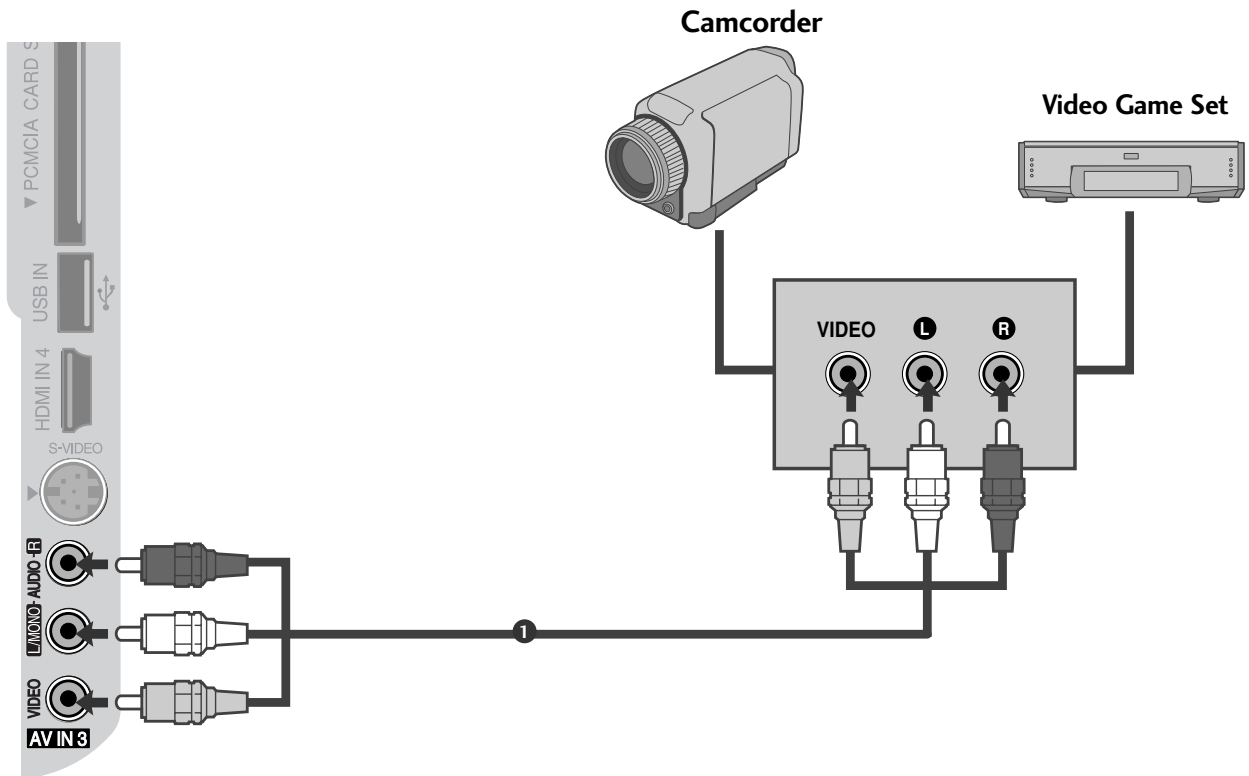 Camcorder
Video Game Set
PCMCIA CARD
USB IN
HDMI IN 4
S-VIDEO
L/MONO-AUDIO-R
VIDEO
AV IN 3
VIDEO
L
R
1